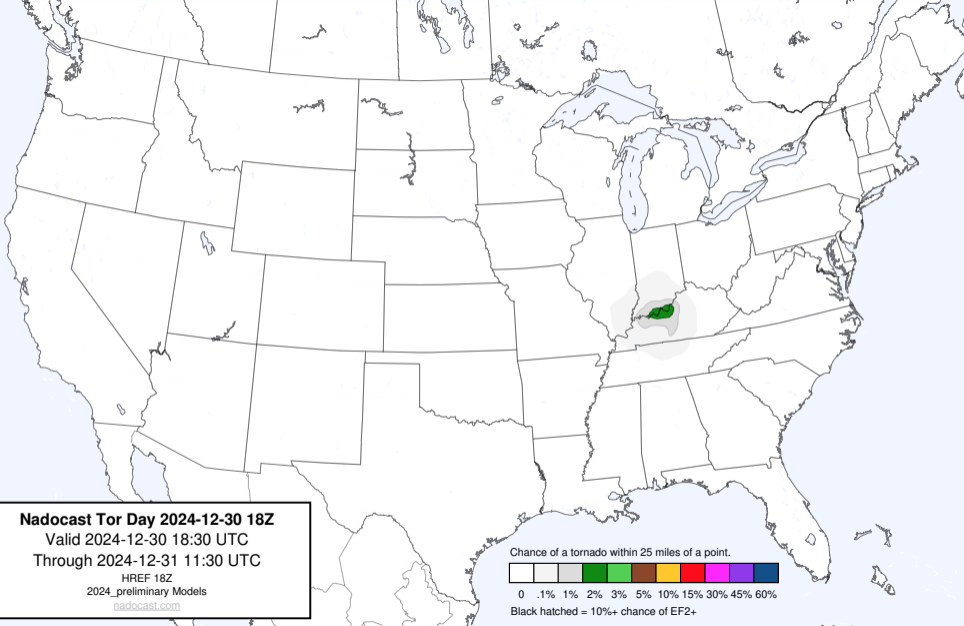 Nadocast Tor Day 2024-12-30 18Z
Valid 2024-12-30 18:30 UTC
Through 2024-12-31 11:30 UTC
HREF 18Z
2024_preliminary Models
nadocast.com
Chance of a tornado within 25 miles of a point.
0 .1% 1% 2% 3% 5% 10% 15% 30% 45% 60%
Black hatched = 10%+ chance of EF2+